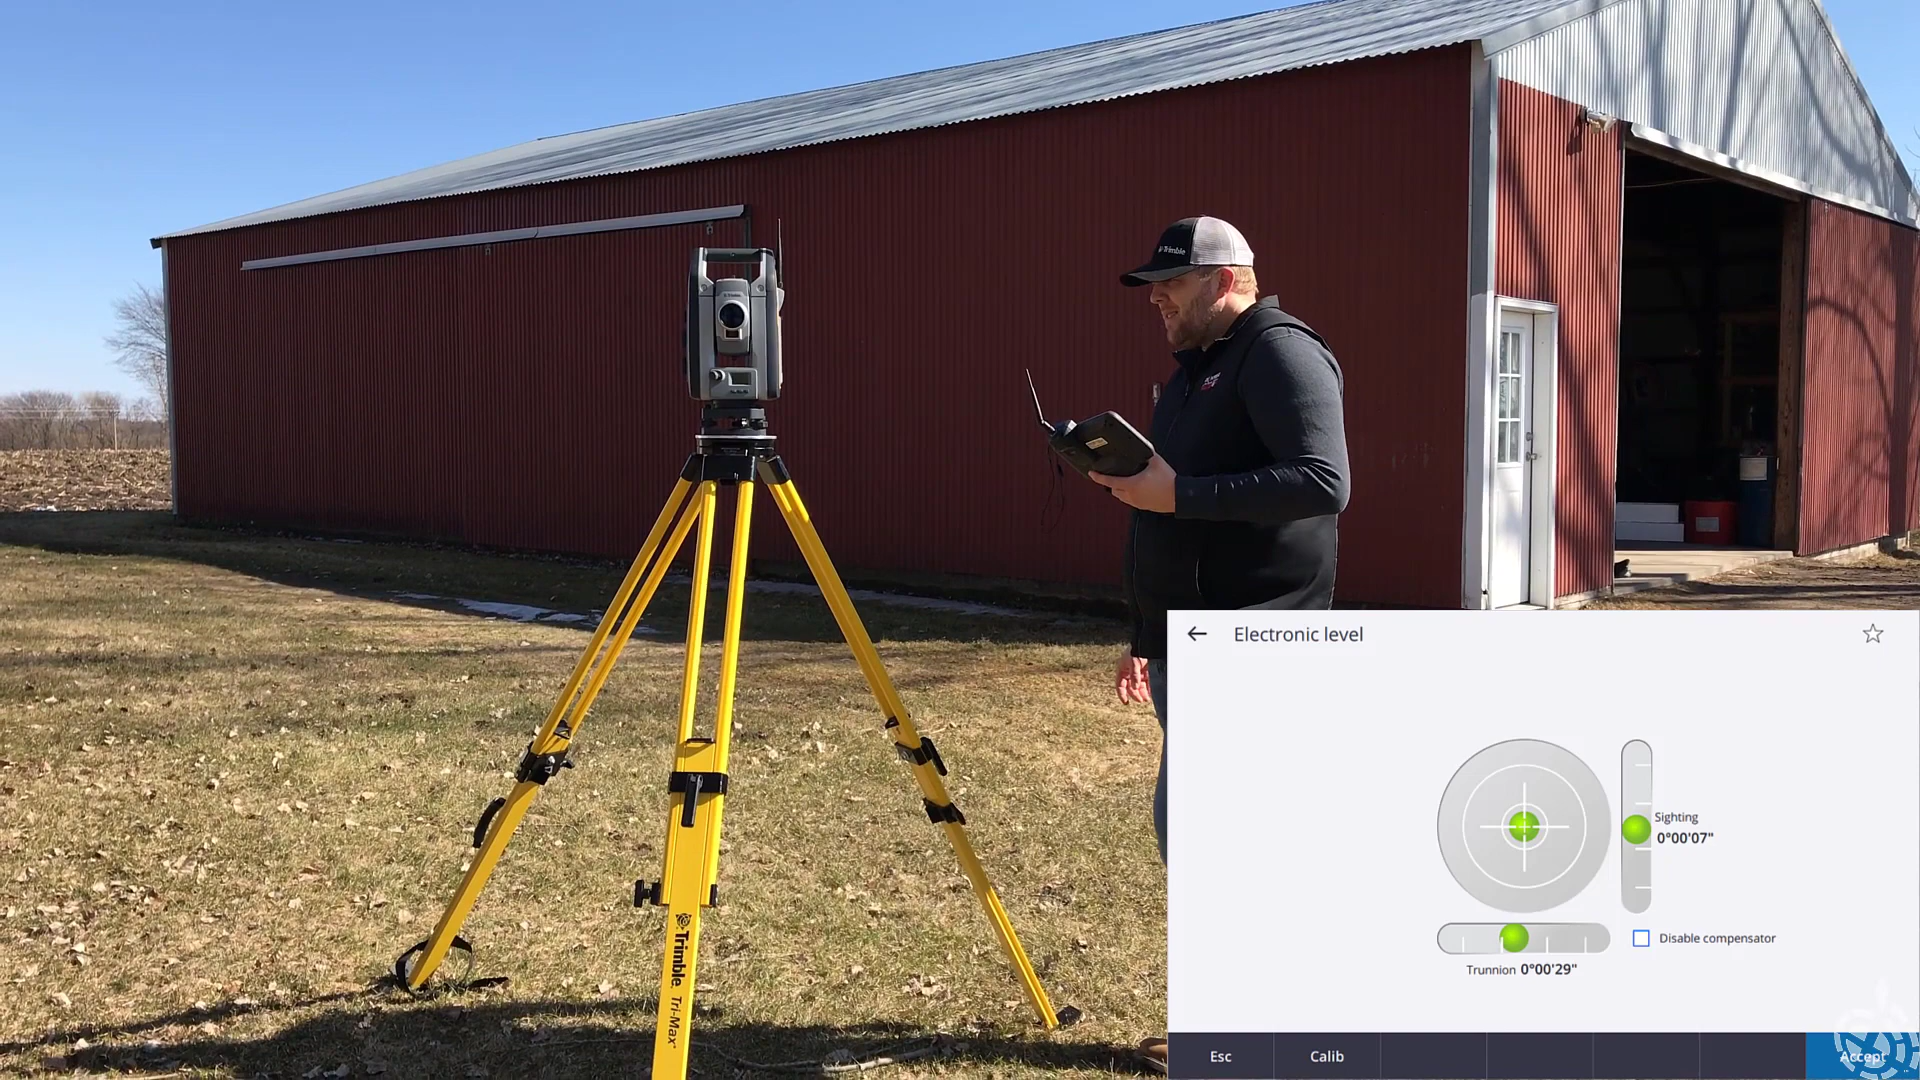 Trimble
Trimble
Tri-Max
Electronic level
Sighting
0°00'07"
Disable compensator
Trunnion 0°00'29"
Esc
Calib
Accept